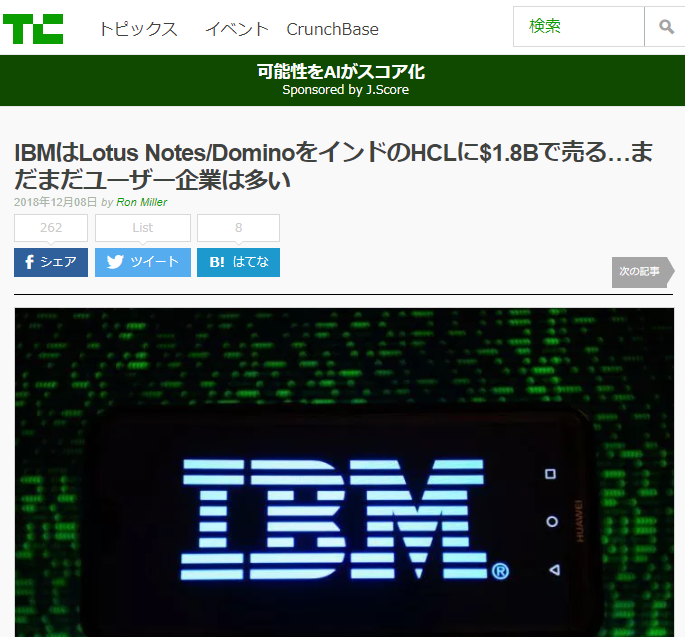 TC
トピックス イベント CrunchBase 検索
可能性をAIがスコア化
Sponsored by J.Score
IBMはLotus Notes/DominoをインドのHCLに$1.8Bで売る…ま
だまだユーザー企業は多い
2018年12月08日 by Ron Miller
262 List 8
シェア ツイート B! はてな
次の記事
IBM®
HUAWEI